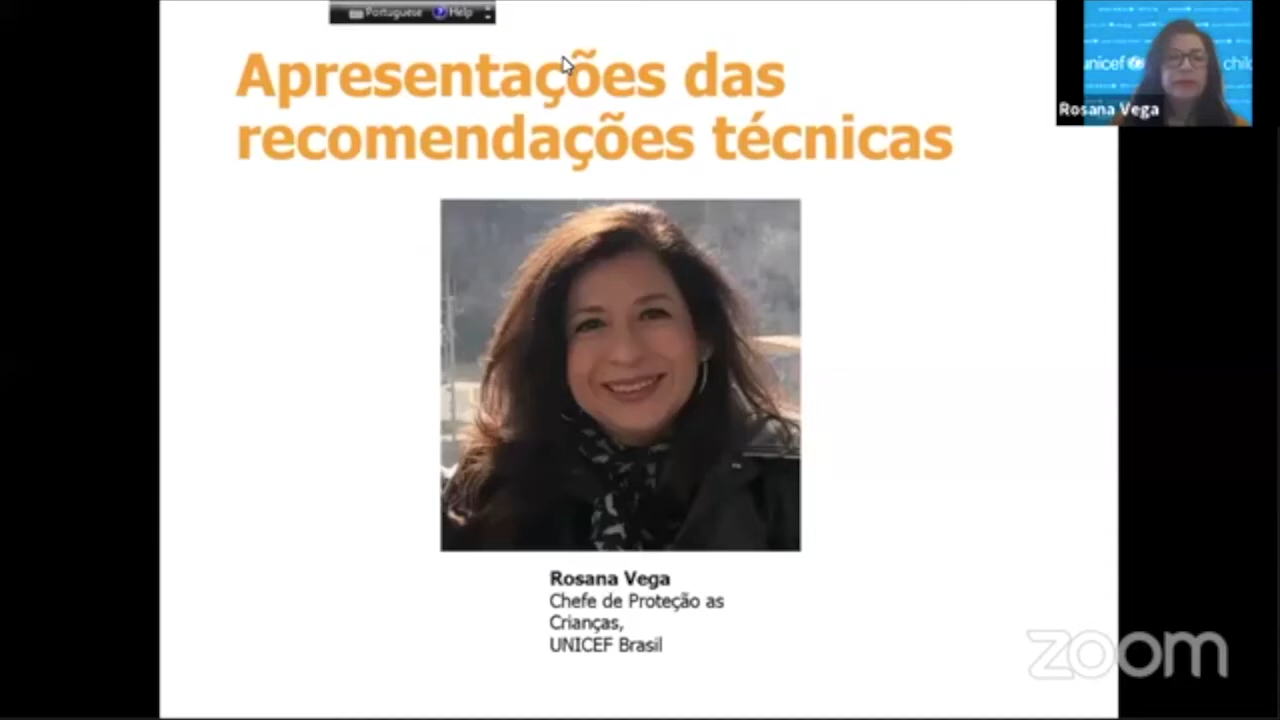 Portuguese Help
Apresentações das
recomendações técnicas
unicef
chil
Rosana Vega
Rosana Vega
Chefe de Proteção as
Crianças,
UNICEF Brasil
zoom